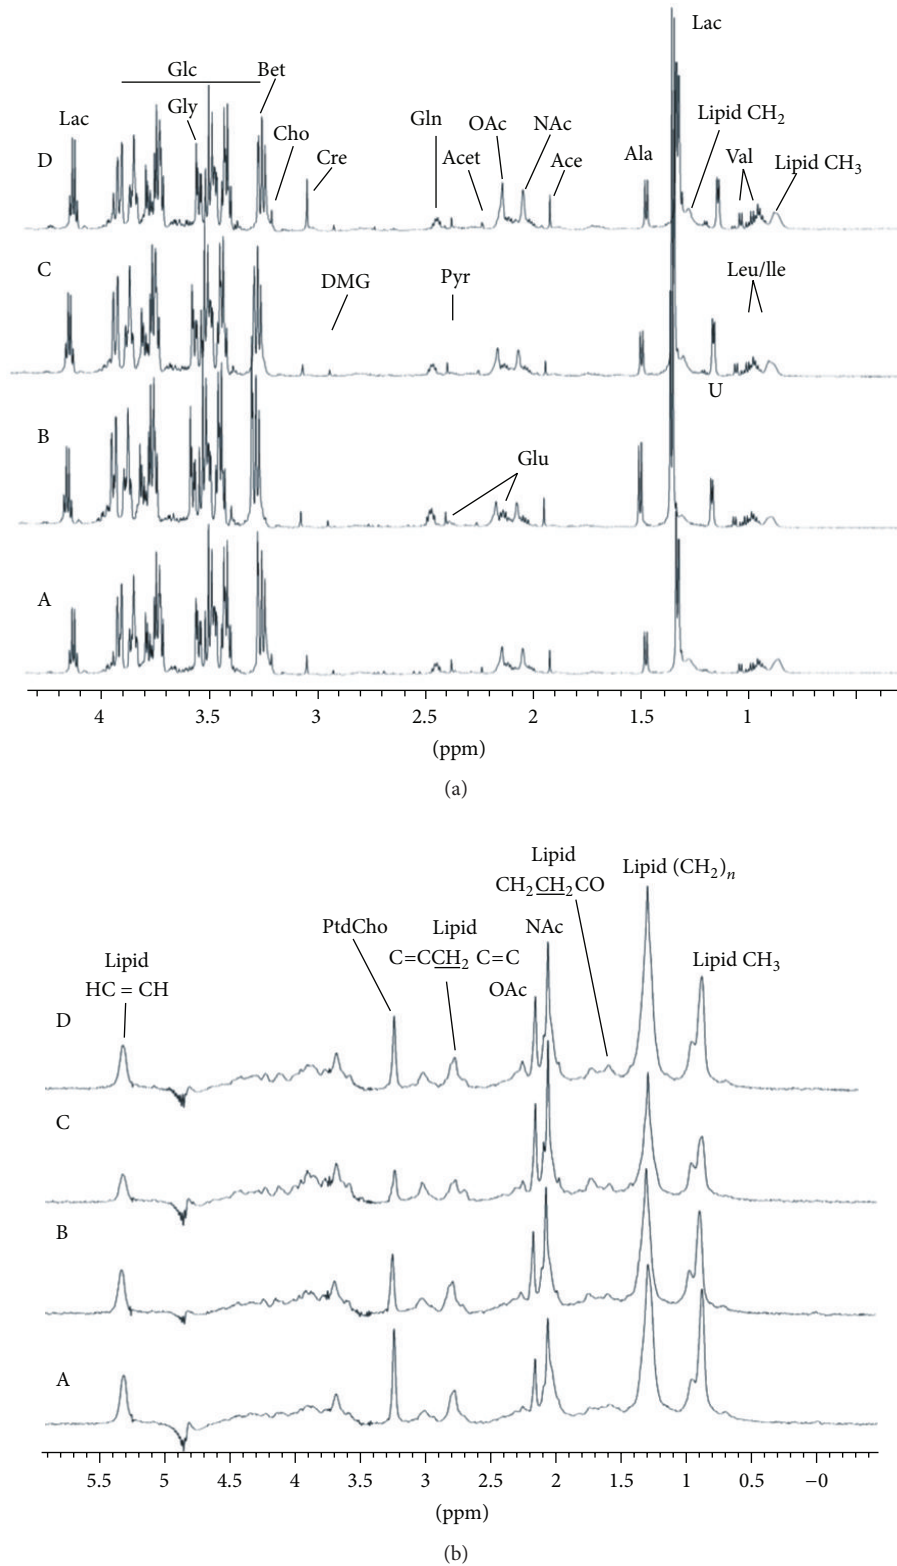 Lac
Glc
Bet
Gly
Lac
Cho
Cre
Gln
OAc
NAc
Acet
Ace
Ala
Lipid CH₂
Val
Lipid CH₃
D
C
DMG
Pyr
Leu/lle
U
B
Glu
A
4 3.5 3 2.5 2 1.5 1
(ppm)
(a)
Lipid
CH₂CH₂CO
Lipid (CH₂)ₙ
PtdCho
Lipid
C=CCH₂ C=C
NAc
Lipid CH₃
Lipid
HC = CH
OAc
D
C
B
A
5.5 5 4.5 4 3.5 3 2.5 2 1.5 1 0.5 −0
(ppm)
(b)